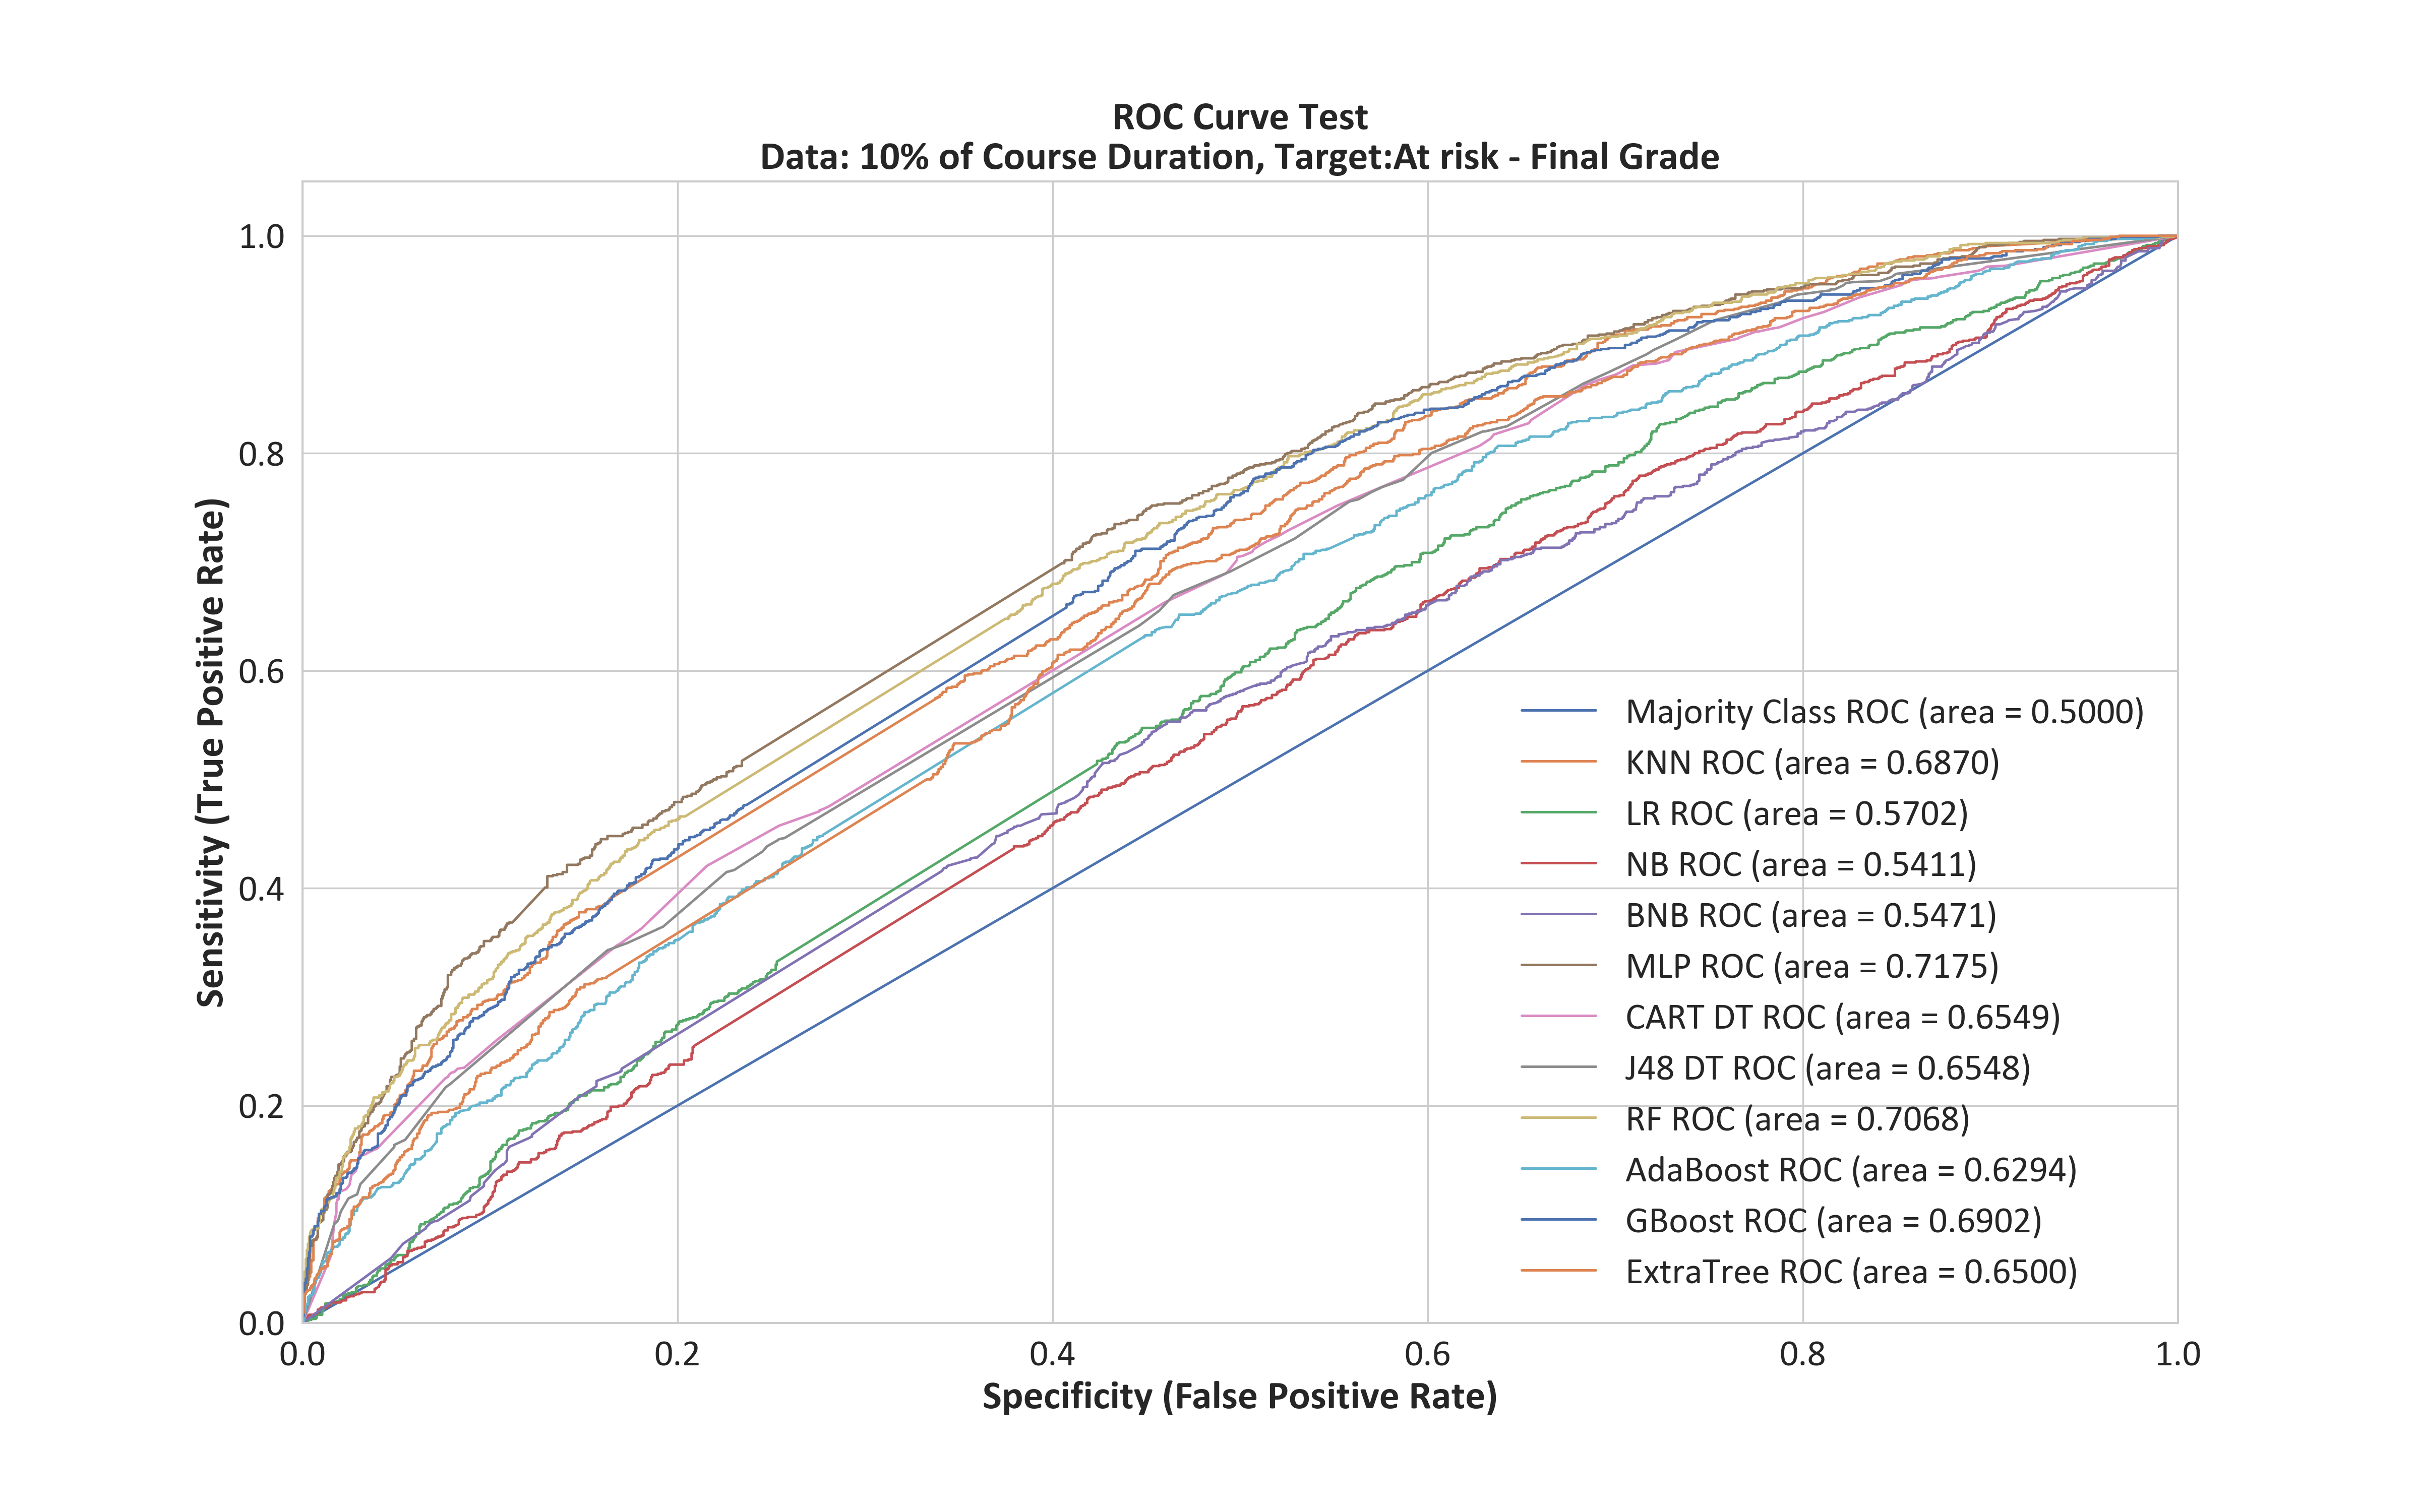 ROC Curve Test
Data: 10% of Course Duration, Target:At risk - Final Grade
Sensitivity (True Positive Rate)
1.0
0.8
0.6
0.4
0.2
0.0
Majority Class ROC (area = 0.5000)
KNN ROC (area = 0.6870)
LR ROC (area = 0.5702)
NB ROC (area = 0.5411)
BNB ROC (area = 0.5471)
MLP ROC (area = 0.7175)
CART DT ROC (area = 0.6549)
J48 DT ROC (area = 0.6548)
RF ROC (area = 0.7068)
AdaBoost ROC (area = 0.6294)
GBoost ROC (area = 0.6902)
ExtraTree ROC (area = 0.6500)
0.0 0.2 0.4 0.6 0.8 1.0
Specificity (False Positive Rate)